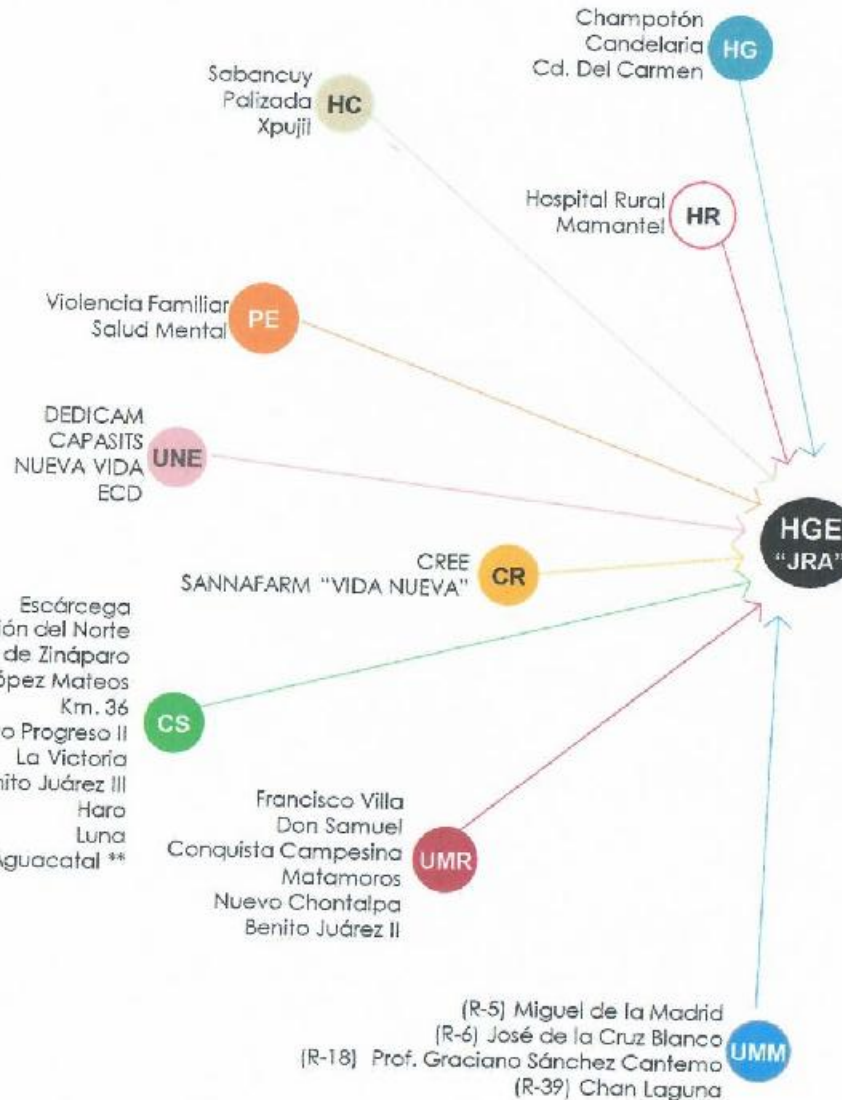 Champotón
Candelaria
Cd. Del Carmen
HG
Sabancuy
Palizada
Xpujil
HC
Hospital Rural
Mamantel
HR
Violencia Familiar
Salud Mental
PE
DEDICAM
CAPASITS
NUEVA VIDA
ECD
UNE
HGE
"JRA"
CREE
SANNAFARM "VIDA NUEVA"
CR
Escárcega
ión del Norte
de Zináparo
ópez Mateos
Km. 36
o Progreso II
La Victoria
nito Juárez III
Haro
Luna
Aguacatal **
CS
Francisco Villa
Don Samuel
Conquista Campesina
Matamoros
Nuevo Chontalpa
Benito Juárez II
UMR
(R-5) Miguel de la Madrid
(R-6) José de la Cruz Blanco
(R-18) Prof. Graciano Sánchez Cantemo
(R-39) Chan Laguna
UMM